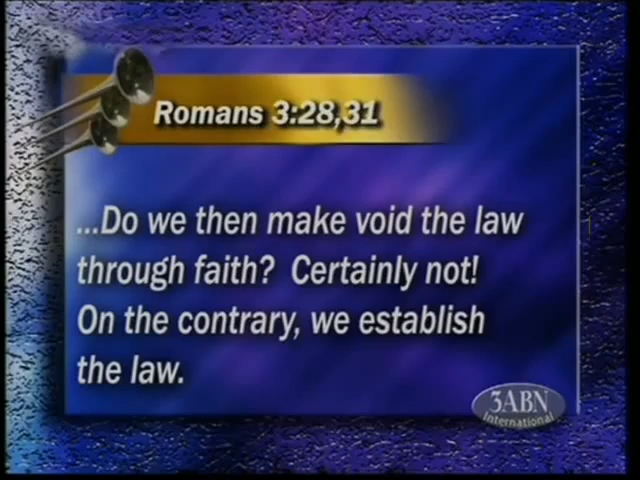 Romans 3:28,31
...Do we then make void the law
through faith? Certainly not!
On the contrary, we establish
the law.
3ABN
International